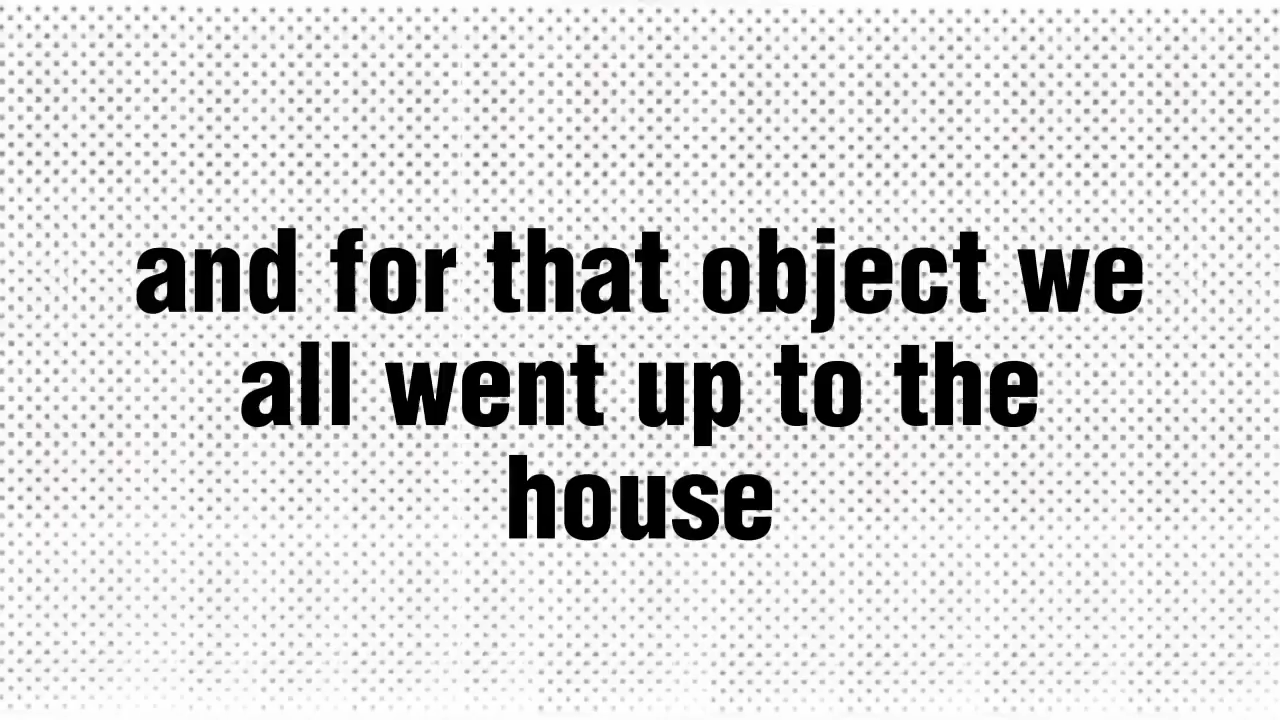 and for that object we
all went up to the
house